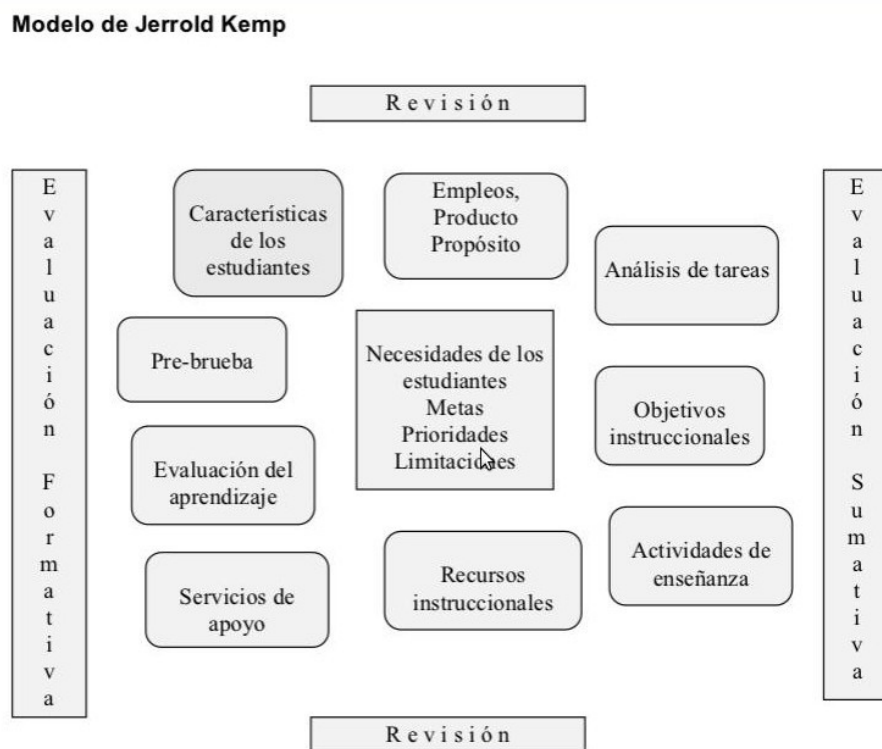 Modelo de Jerrold Kemp
Revisión
Evaluación Formativa
Características
de los
estudiantes
Empleos,
Producto
Propósito
Análisis de tareas
Pre-brueba
Necesidades de los
estudiantes
Metas
Prioridades
Limitaciones
Objetivos
instruccionales
Evaluación del
aprendizaje
Servicios de
apoyo
Recursos
instruccionales
Actividades de
enseñanza
Evaluación Sumativa
Revisión